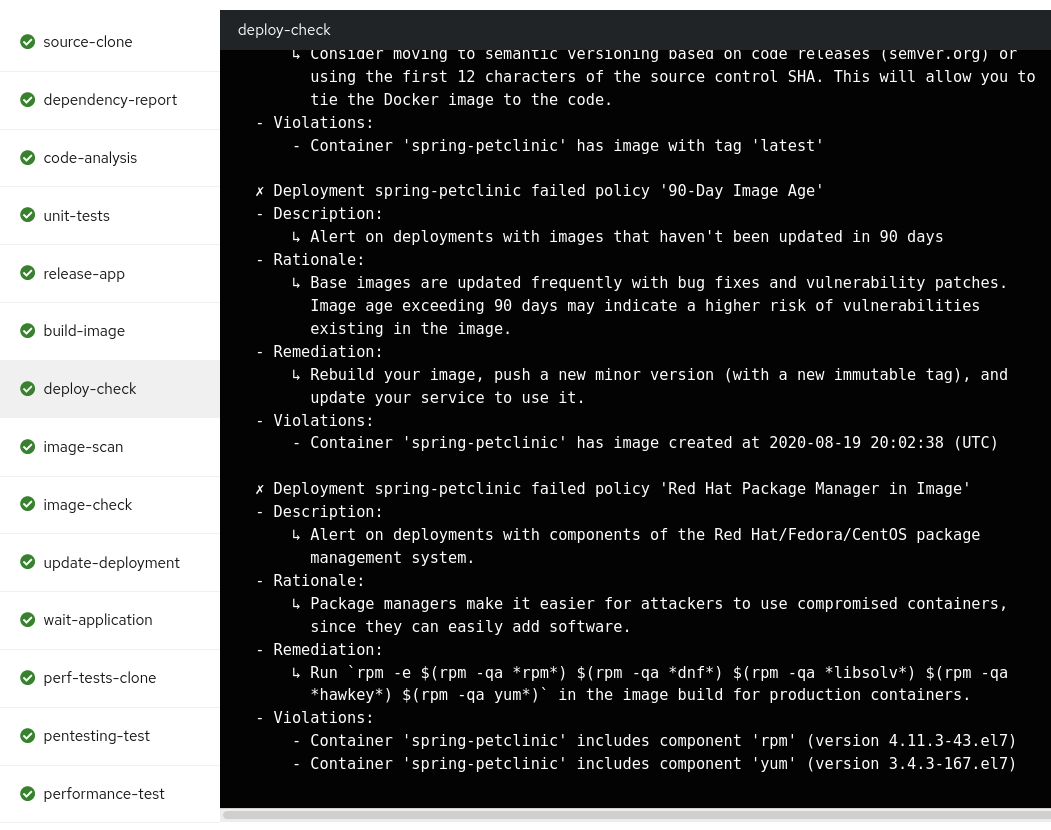 source-clone
dependency-report
code-analysis
unit-tests
release-app
build-image
deploy-check
image-scan
image-check
update-deployment
wait-application
perf-tests-clone
pentesting-test
performance-test
deploy-check
↳ Consider moving to semantic versioning based on code releases (semver.org) or
using the first 12 characters of the source control SHA. This will allow you to
tie the Docker image to the code.
- Violations:
- Container 'spring-petclinic' has image with tag 'latest'
✗ Deployment spring-petclinic failed policy '90-Day Image Age'
- Description:
↳ Alert on deployments with images that haven't been updated in 90 days
- Rationale:
↳ Base images are updated frequently with bug fixes and vulnerability patches.
Image age exceeding 90 days may indicate a higher risk of vulnerabilities
existing in the image.
- Remediation:
↳ Rebuild your image, push a new minor version (with a new immutable tag), and
update your service to use it.
- Violations:
- Container 'spring-petclinic' has image created at 2020-08-19 20:02:38 (UTC)
✗ Deployment spring-petclinic failed policy 'Red Hat Package Manager in Image'
- Description:
↳ Alert on deployments with components of the Red Hat/Fedora/CentOS package
management system.
- Rationale:
↳ Package managers make it easier for attackers to use compromised containers,
since they can easily add software.
- Remediation:
↳ Run `rpm -e $(rpm -qa *rpm*) $(rpm -qa *dnf*) $(rpm -qa *libsolv*) $(rpm -qa
*hawkey*) $(rpm -qa yum*)` in the image build for production containers.
- Violations:
- Container 'spring-petclinic' includes component 'rpm' (version 4.11.3-43.el7)
- Container 'spring-petclinic' includes component 'yum' (version 3.4.3-167.el7)